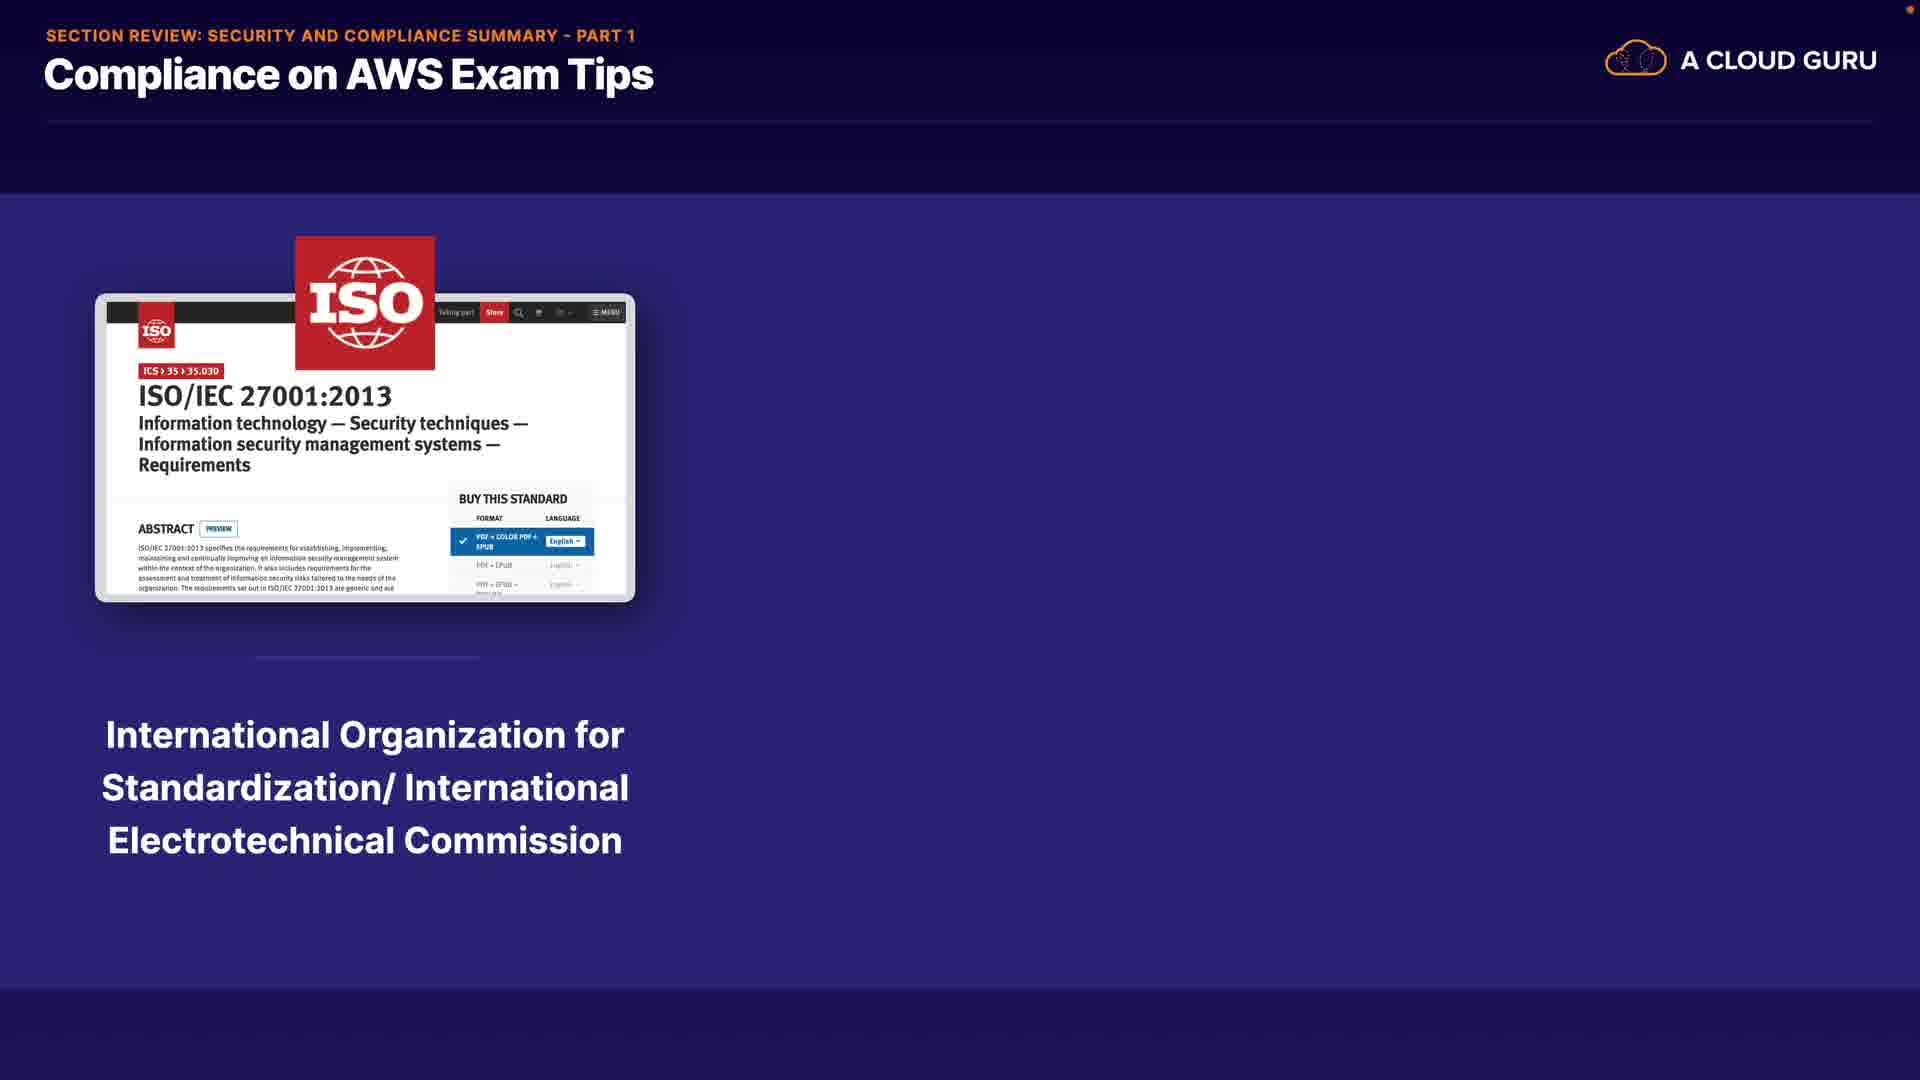 SECTION REVIEW: SECURITY AND COMPLIANCE SUMMARY - PART 1
Compliance on AWS Exam Tips
A CLOUD GURU
ISO
ISO
Taking part
Store
MENU
ICS › 35 › 35.030
ISO/IEC 27001:2013
Information technology — Security techniques —
Information security management systems —
Requirements
BUY THIS STANDARD
FORMAT LANGUAGE
PDF + COLOR PDF +
EPUB
English
ABSTRACT PREVIEW
ISO/IEC 27001:2013 specifies the requirements for establishing, implementing,
maintaining and continually improving an information security management system
within the context of the organization. It also includes requirements for the
assessment and treatment of information security risks tailored to the needs of the
organization. The requirements set out in ISO/IEC 27001:2013 are generic and are
PDF + EPUB English
PDF + EPUB + English
International Organization for
Standardization/ International
Electrotechnical Commission